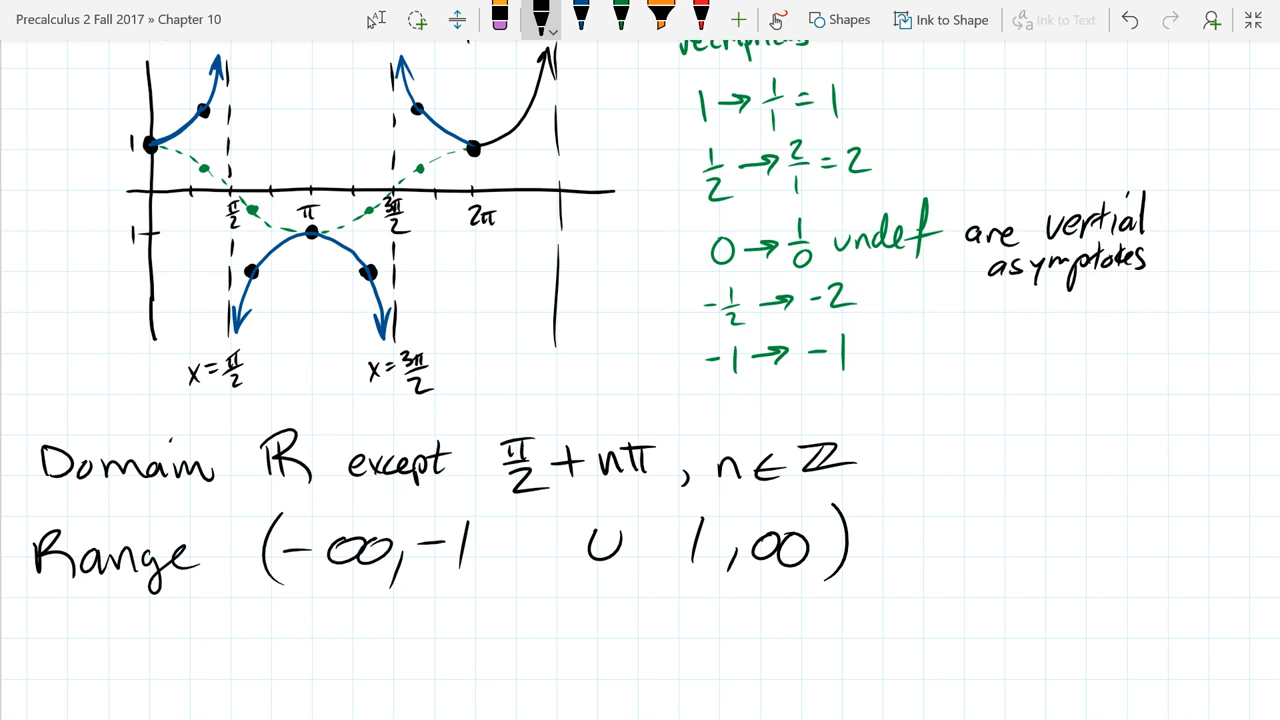 Precalculus 2 Fall 2017 » Chapter 10
Shapes
Ink to Shape
Ink to Text
1 → 1/1 = 1
1/2 → 2/1 = 2
0 → 1/0 undef are vertial
asymptotes
-1/2 → -2
-1 → -1
1
π/2 π 3π/2 2π
1
x = π/2 x = 3π/2
Domain ℝ except π/2 + nπ, n ∈ ℤ
Range (-∞, -1 ∪ 1, ∞)